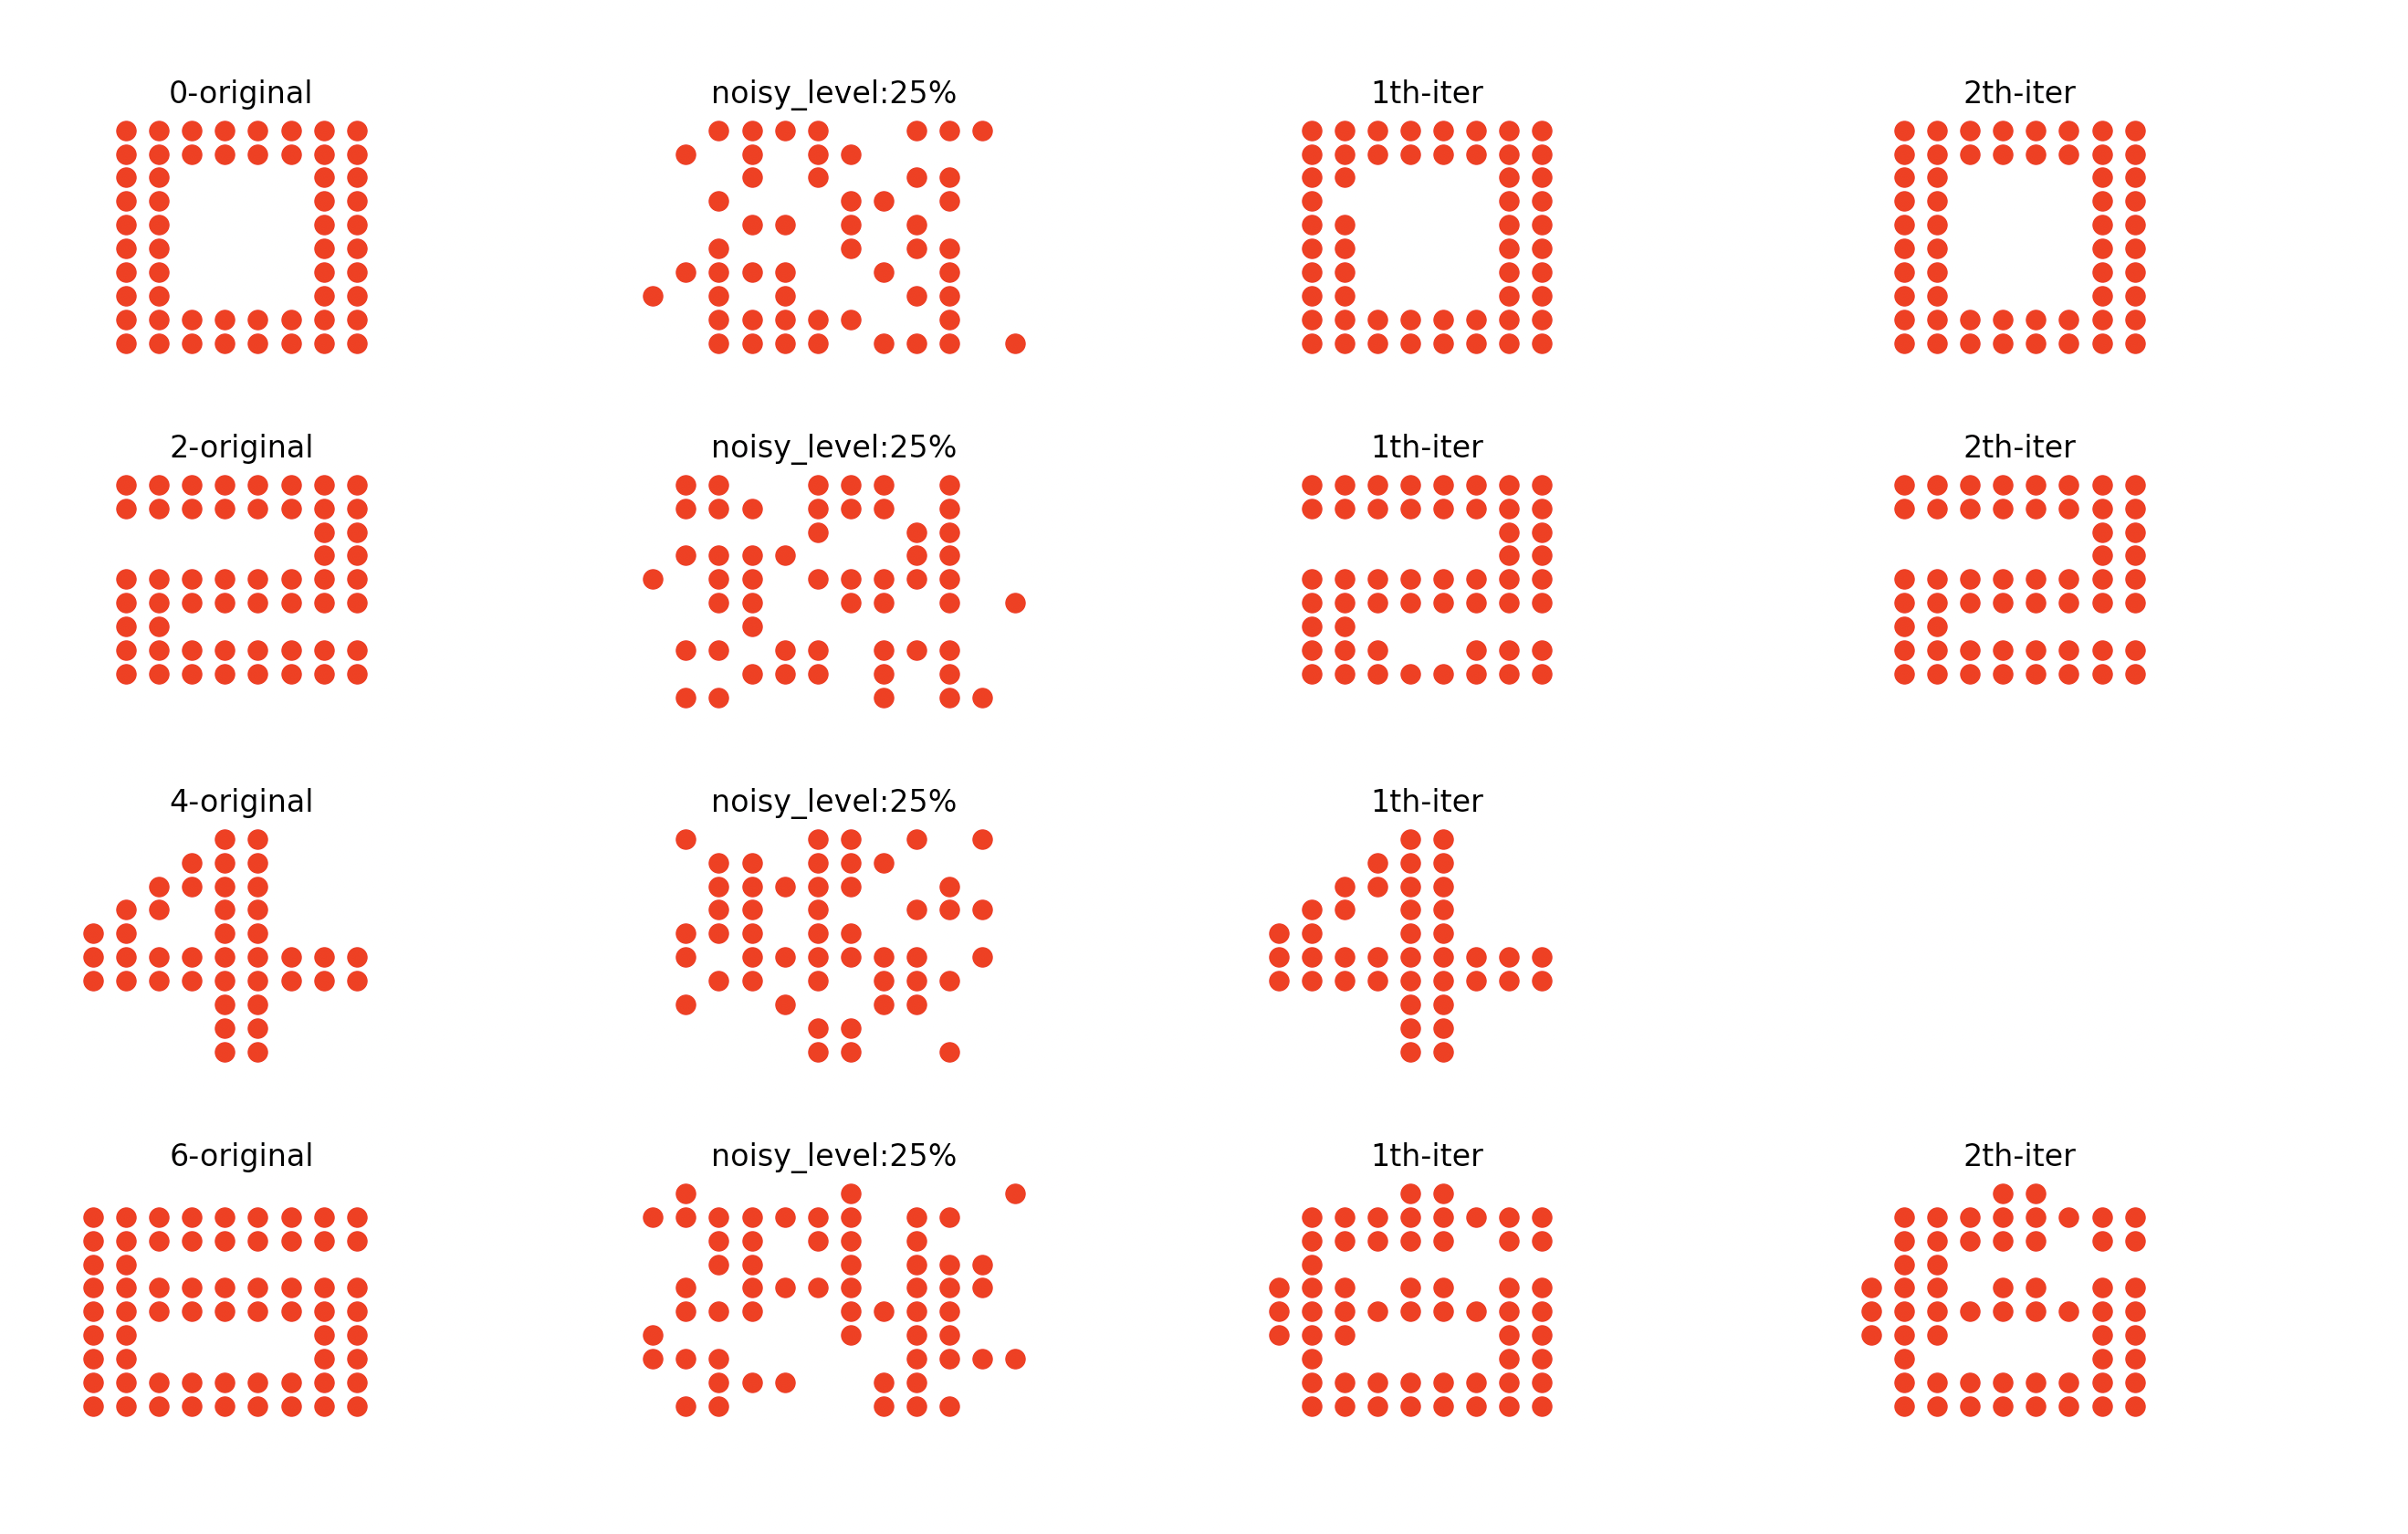 0-original noisy_level:25% 1th-iter 2th-iter
2-original noisy_level:25% 1th-iter 2th-iter
4-original noisy_level:25% 1th-iter
6-original noisy_level:25% 1th-iter 2th-iter